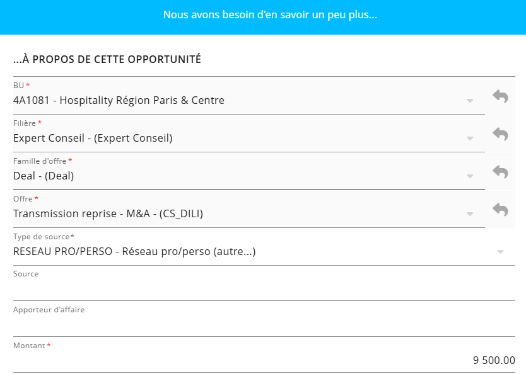 Nous avons besoin d'en savoir un peu plus...
...À PROPOS DE CETTE OPPORTUNITÉ
BU *
4A1081 - Hospitality Région Paris & Centre
Filière *
Expert Conseil - (Expert Conseil)
Famille d'offre *
Deal - (Deal)
Offre *
Transmission reprise - M&A - (C5_DILI)
Type de source*
RESEAU PRO/PERSO - Réseau pro/perso (autre...)
Source
Apporteur d'affaire
Montant *
9 500.00